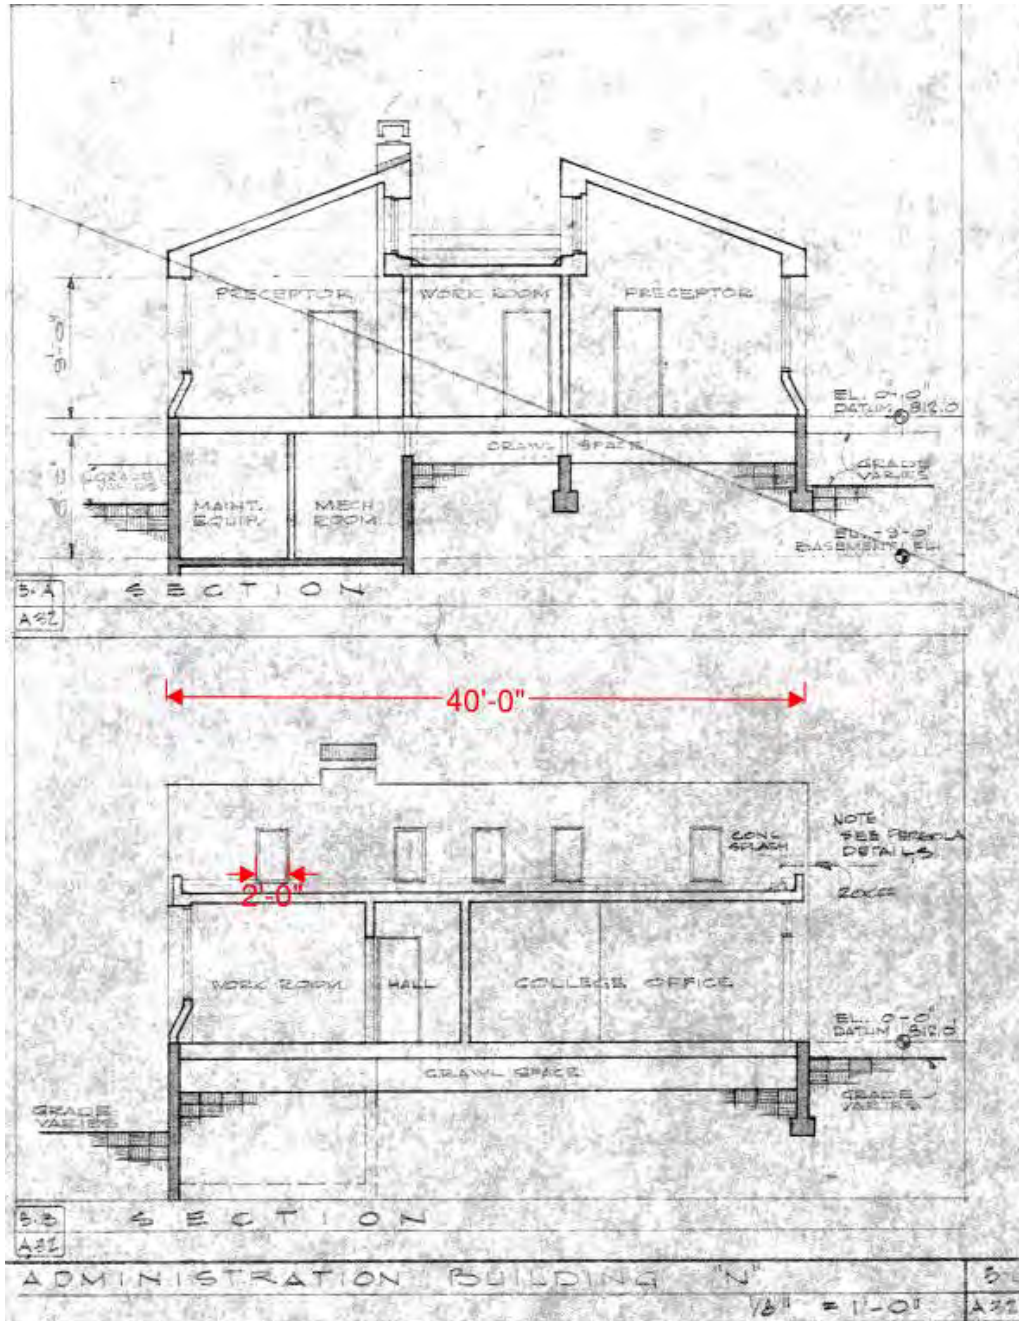 PRECEPTOR
WORK ROOM
PRECEPTOR
9'-0"
EL. 0'-0"
DATUM 812.0
CRAWL SPACE
GRADE
VARIES
GRADE
VARIES
MAINT.
EQUIP.
MECH
ROOM
EL. -9'-0"
BASEMENT FL.
SECTION
A32
40'-0"
NOTE
SEE PERGOLA
DETAILS
CONC
SPLASH
2'-0"
WORK ROOM
HALL
COLLEGE OFFICE
EL. 0'-0"
DATUM 812.0
CRAWL SPACE
GRADE
VARIES
GRADE
VARIES
SECTION
A32
ADMINISTRATION BUILDING "N"
1/8" = 1'-0"
A32